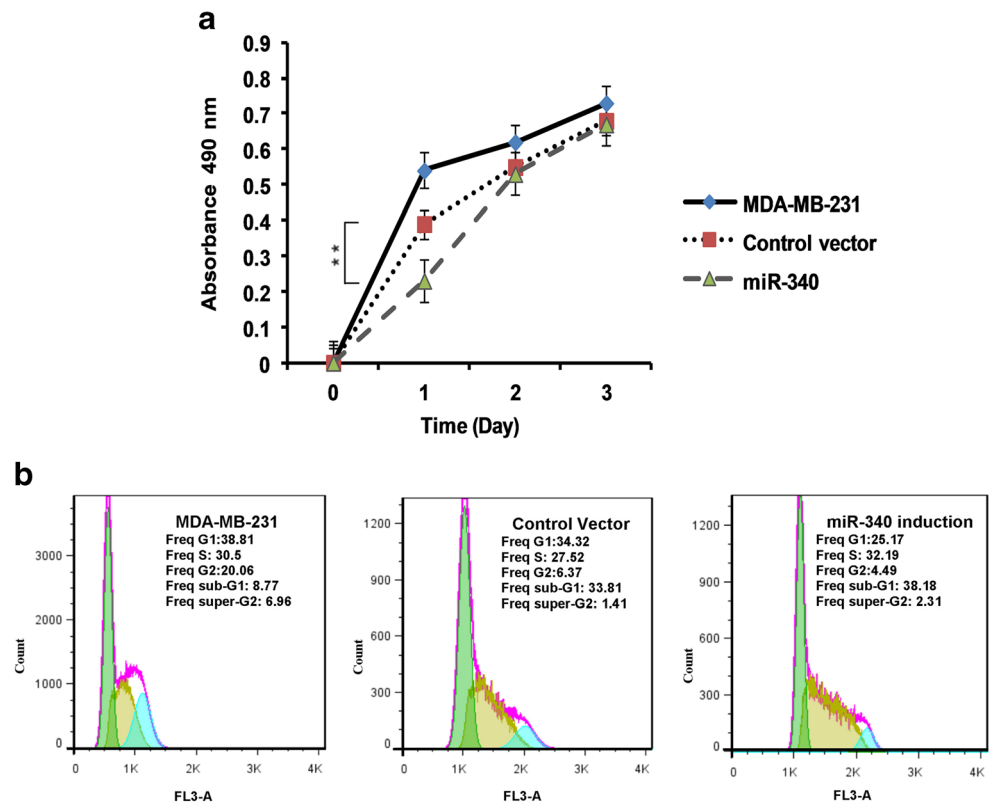 a
0.9
0.8
0.7
0.6
0.5
0.4
0.3
0.2
0.1
0
Absorbance 490 nm
**
0 1 2 3
Time (Day)
MDA-MB-231
Control vector
miR-340
b
MDA-MB-231
Freq G1:38.81
Freq S: 30.5
Freq G2:20.06
Freq sub-G1: 8.77
Freq super-G2: 6.96
3000
2000
1000
0
Count
0 1K 2K 3K 4K
FL3-A
Control Vector
Freq G1:34.32
Freq S: 27.52
Freq G2:6.37
Freq sub-G1: 33.81
Freq super-G2: 1.41
1200
900
600
300
0
Count
0 1K 2K 3K 4K
FL3-A
miR-340 induction
Freq G1:25.17
Freq S: 32.19
Freq G2:4.49
Freq sub-G1: 38.18
Freq super-G2: 2.31
1200
900
600
300
0
Count
0 1K 2K 3K 4K
FL3-A